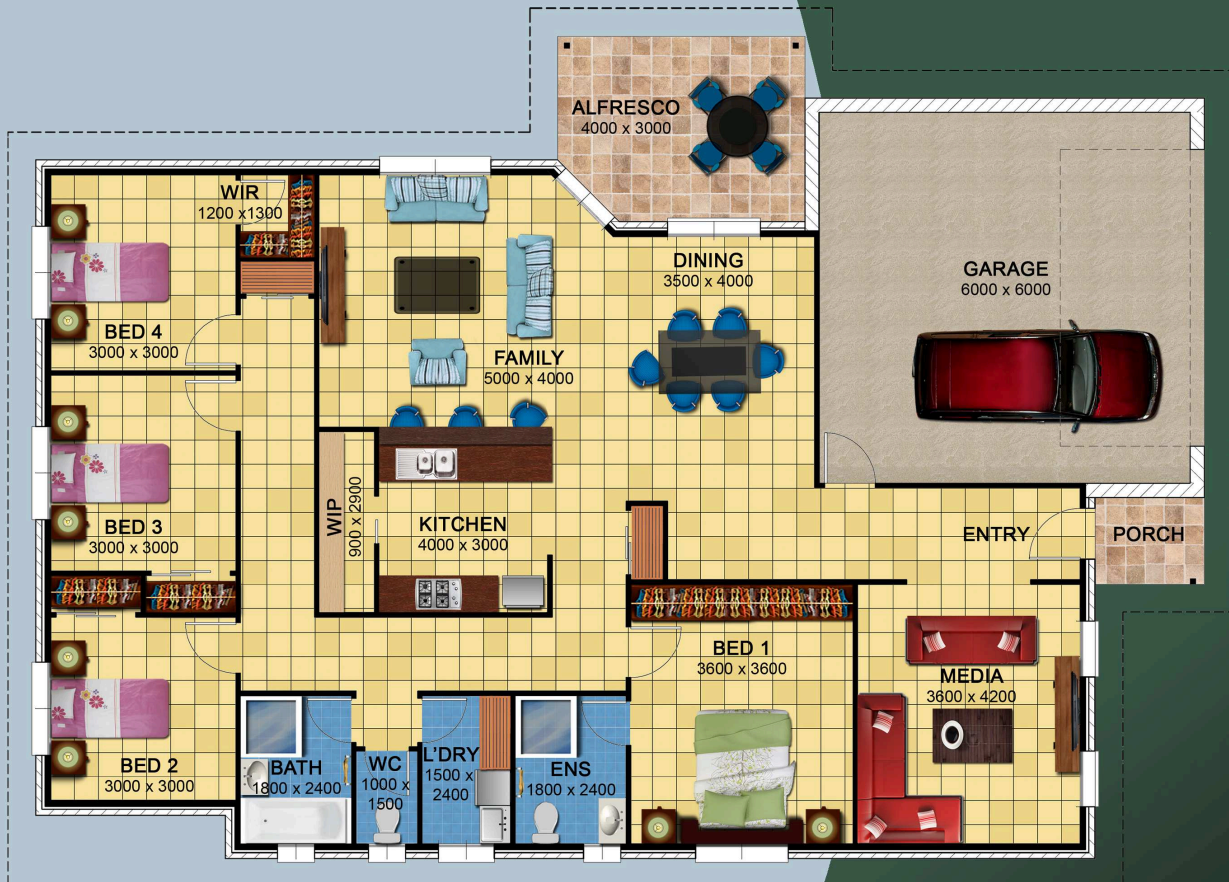 ALFRESCO
4000 x 3000
WIR
1200 x1300
DINING
3500 x 4000
GARAGE
6000 x 6000
BED 4
3000 x 3000
FAMILY
5000 x 4000
BED 3
3000 x 3000
WIP
900 x 2900
KITCHEN
4000 x 3000
ENTRY
PORCH
BED 1
3600 x 3600
MEDIA
3600 x 4200
BED 2
3000 x 3000
BATH
1800 x 2400
WC
1000 x
1500
L'DRY
1500 x
2400
ENS
1800 x 2400